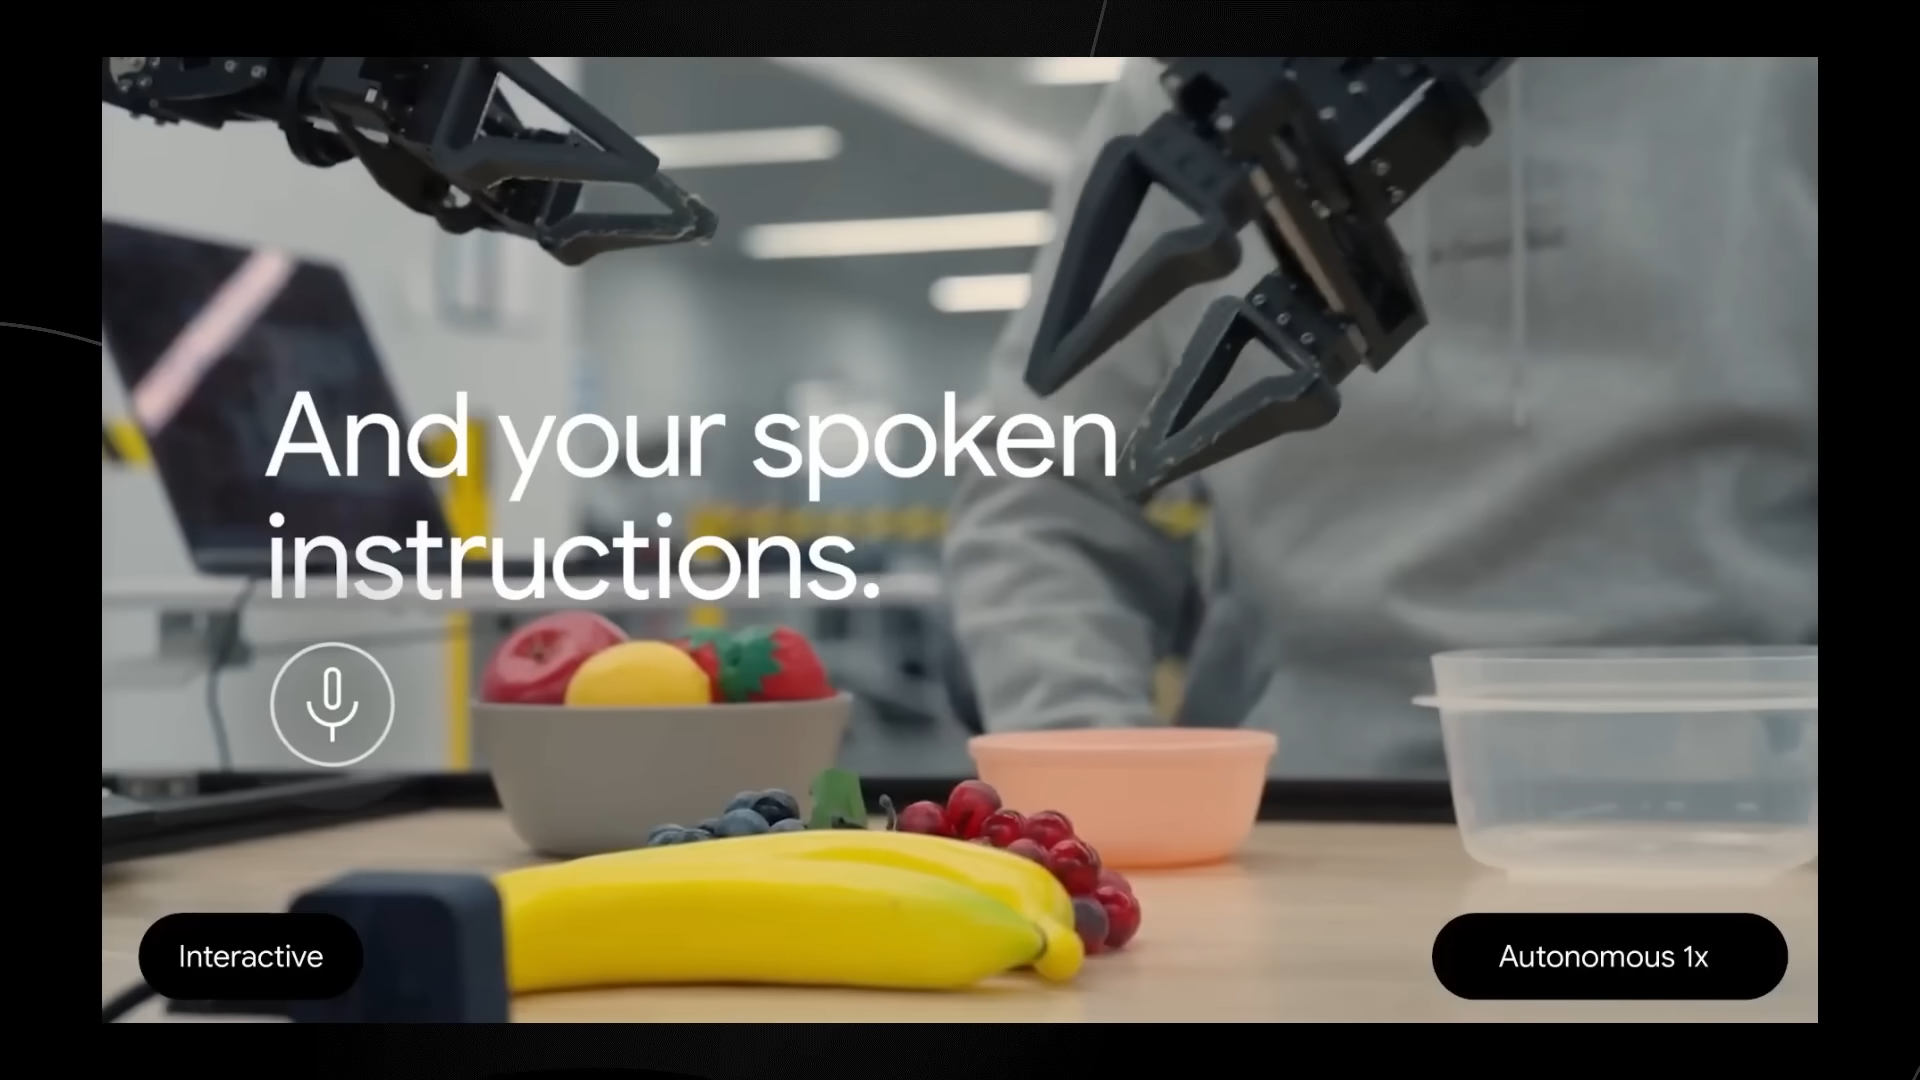 And your spoken
instructions.
Interactive
Autonomous 1x